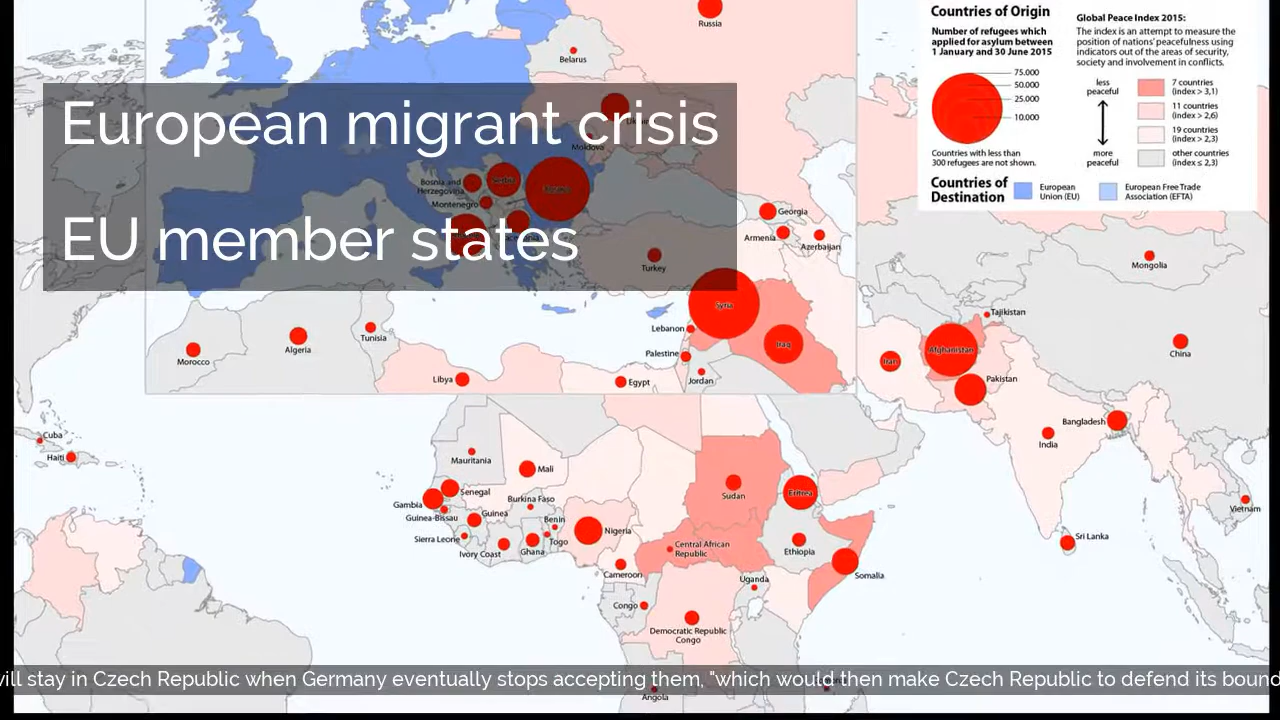 Russia
Belarus
European migrant crisis
EU member states
Ukraine
Moldova
Bosnia and
Herzegovina
Serbia
Kosovo
Montenegro
Georgia
Armenia
Azerbaijan
Turkey
Syria
Lebanon
Iraq
Palestine
Jordan
Morocco
Algeria
Tunisia
Libya
Egypt
Iran
Afghanistan
Tajikistan
Pakistan
Mongolia
China
India
Bangladesh
Vietnam
Sri Lanka
Cuba
Haiti
Mauritania
Mali
Senegal
Gambia
Guinea-Bissau
Guinea
Burkina Faso
Sierra Leone
Ivory Coast
Ghana
Benin
Togo
Nigeria
Cameroon
Sudan
Eritrea
Ethiopia
Somalia
Central African
Republic
Uganda
Congo
Democratic Republic
Congo
Angola
Countries of Origin
Number of refugees which
applied for asylum between
1 January and 30 June 2015
75.000
50.000
25.000
10.000
Countries with less than
300 refugees are not shown.
Global Peace Index 2015:
The index is an attempt to measure the
position of nations' peacefulness using
indicators out of the areas of security,
society and involvement in conflicts.
less
peaceful
more
peaceful
7 countries
(index > 3,1)
11 countries
(index > 2,6)
19 countries
(index > 2,3)
other countries
(index ≤ 2,3)
Countries of
Destination
European
Union (EU)
European Free Trade
Association (EFTA)
will stay in Czech Republic when Germany eventually stops accepting them, "which would then make Czech Republic to defend its bound